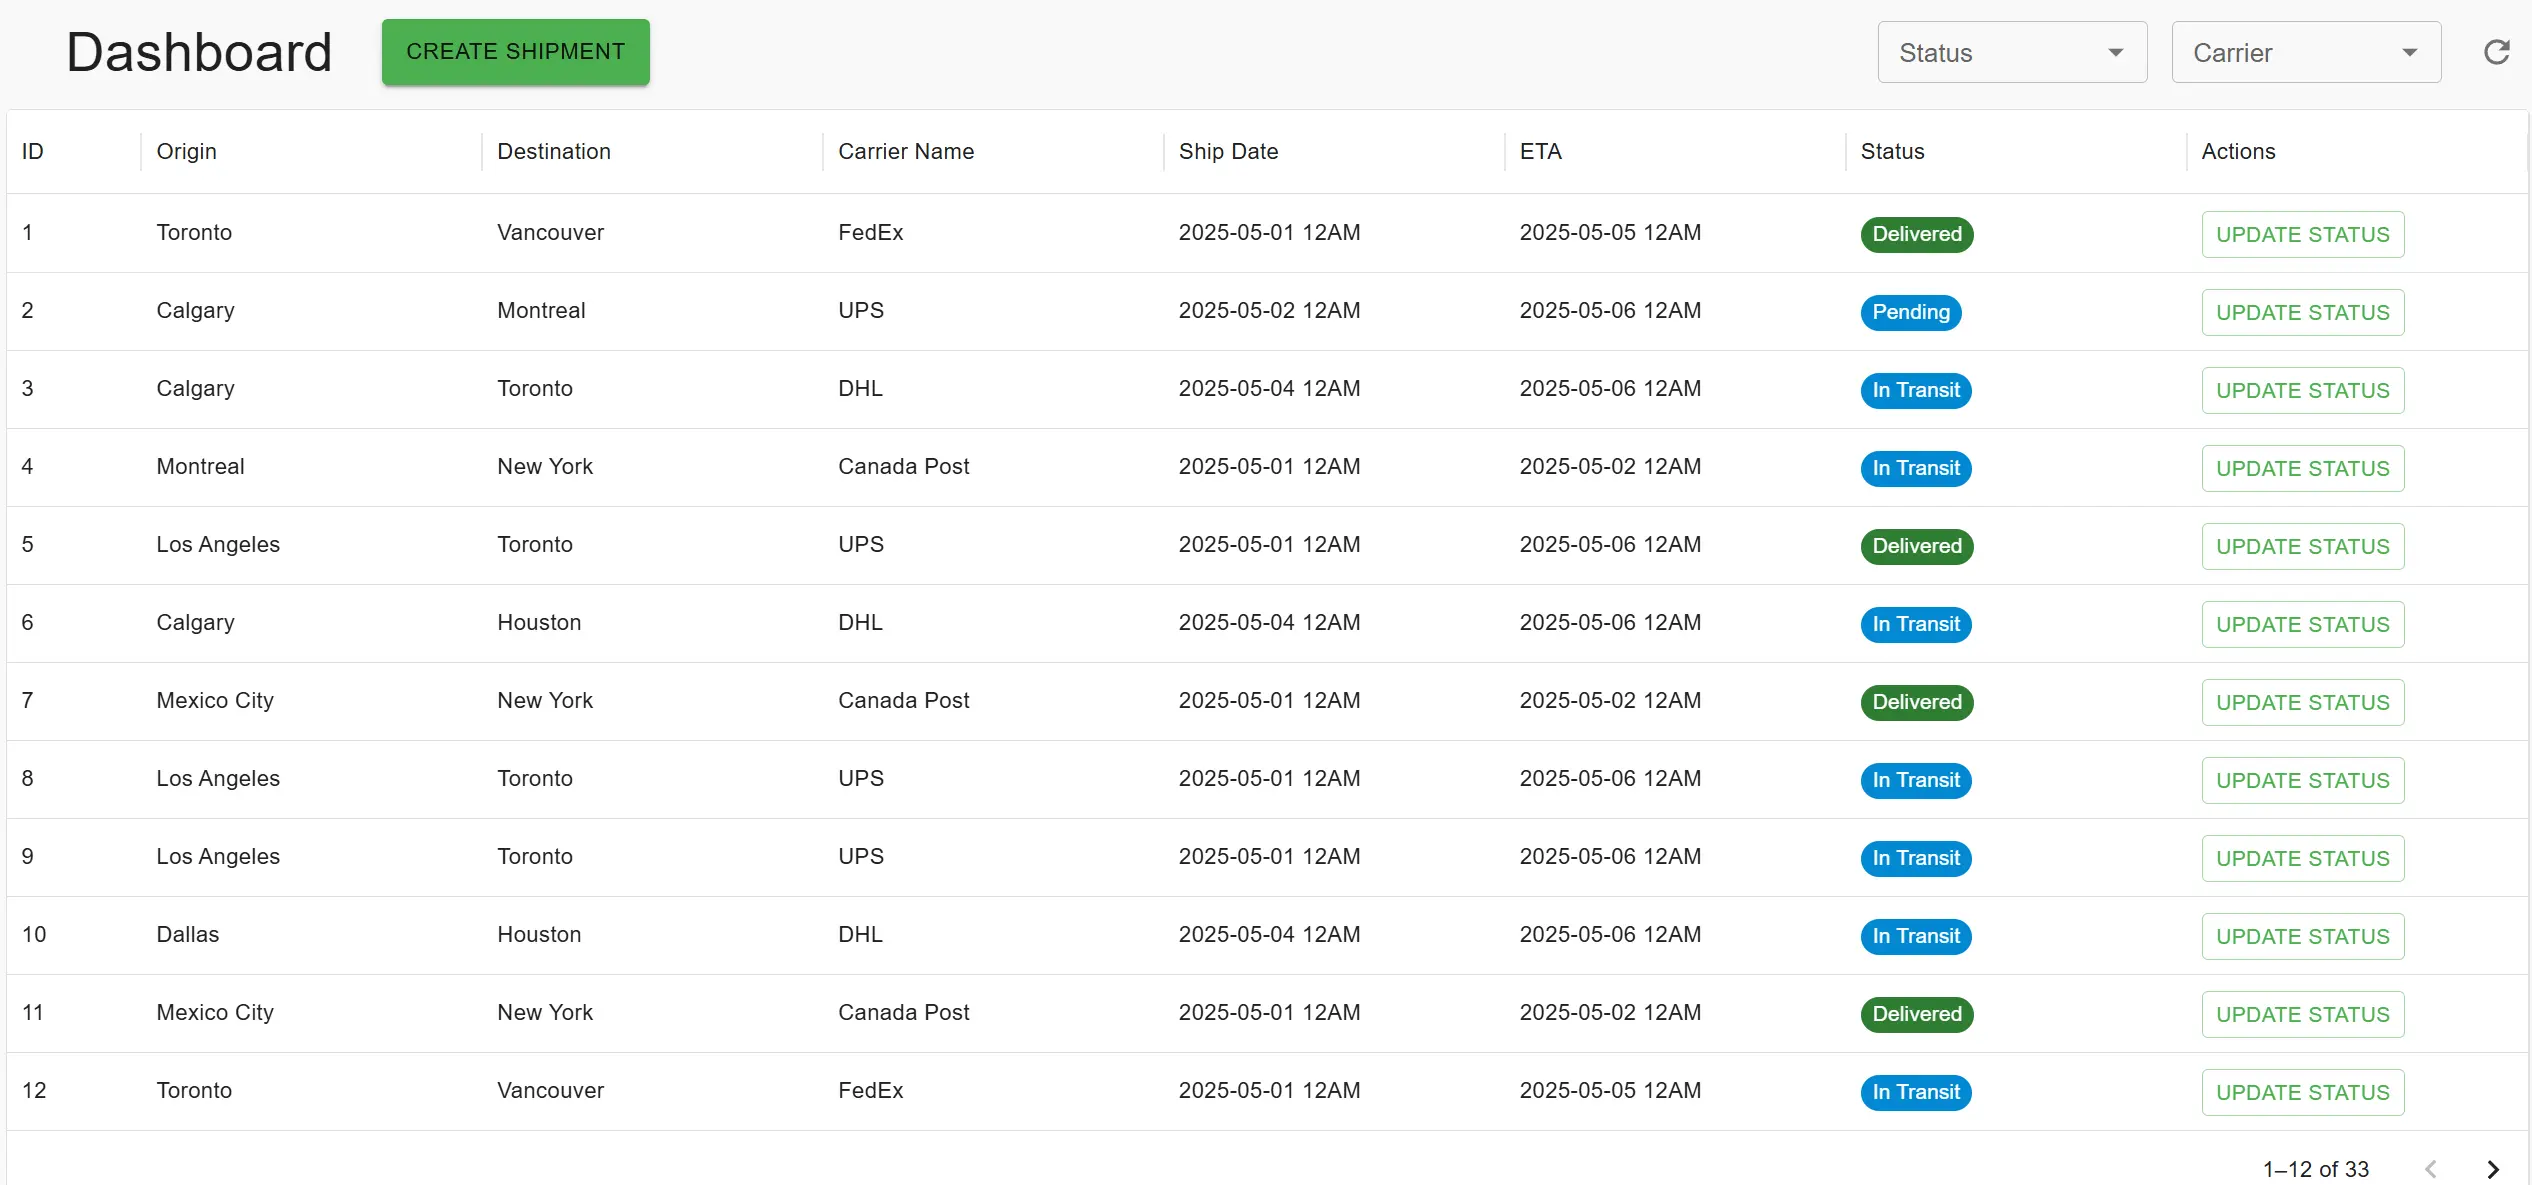 Dashboard CREATE SHIPMENT Status Carrier
ID Origin Destination Carrier Name Ship Date ETA Status Actions
1 Toronto Vancouver FedEx 2025-05-01 12AM 2025-05-05 12AM Delivered UPDATE STATUS
2 Calgary Montreal UPS 2025-05-02 12AM 2025-05-06 12AM Pending UPDATE STATUS
3 Calgary Toronto DHL 2025-05-04 12AM 2025-05-06 12AM In Transit UPDATE STATUS
4 Montreal New York Canada Post 2025-05-01 12AM 2025-05-02 12AM In Transit UPDATE STATUS
5 Los Angeles Toronto UPS 2025-05-01 12AM 2025-05-06 12AM Delivered UPDATE STATUS
6 Calgary Houston DHL 2025-05-04 12AM 2025-05-06 12AM In Transit UPDATE STATUS
7 Mexico City New York Canada Post 2025-05-01 12AM 2025-05-02 12AM Delivered UPDATE STATUS
8 Los Angeles Toronto UPS 2025-05-01 12AM 2025-05-06 12AM In Transit UPDATE STATUS
9 Los Angeles Toronto UPS 2025-05-01 12AM 2025-05-06 12AM In Transit UPDATE STATUS
10 Dallas Houston DHL 2025-05-04 12AM 2025-05-06 12AM In Transit UPDATE STATUS
11 Mexico City New York Canada Post 2025-05-01 12AM 2025-05-02 12AM Delivered UPDATE STATUS
12 Toronto Vancouver FedEx 2025-05-01 12AM 2025-05-05 12AM In Transit UPDATE STATUS
1–12 of 33